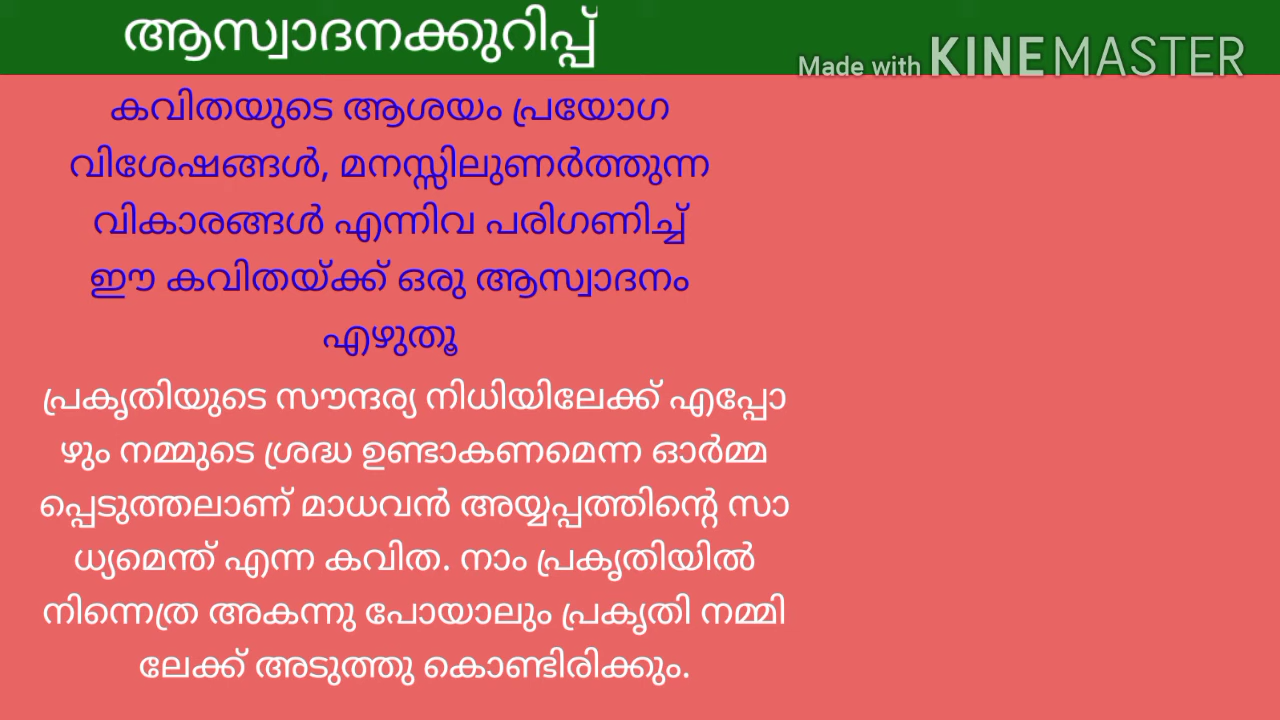 ആസ്വാദനക്കുറിപ്പ്
Made with KINEMASTER
കവിതയുടെ ആശയം പ്രയോഗ
വിശേഷങ്ങൾ, മനസ്സിലുണർത്തുന്ന
വികാരങ്ങൾ എന്നിവ പരിഗണിച്ച്
ഈ കവിതയ്ക്ക് ഒരു ആസ്വാദനം
എഴുതൂ
പ്രകൃതിയുടെ സൗന്ദര്യ നിധിയിലേക്ക് എപ്പോ
ഴും നമ്മുടെ ശ്രദ്ധ ഉണ്ടാകണമെന്ന ഓർമ്മ
പ്പെടുത്തലാണ് മാധവൻ അയ്യപ്പത്തിന്റെ സാ
ധ്യമെന്ത് എന്ന കവിത. നാം പ്രകൃതിയിൽ
നിന്നെത്ര അകന്നു പോയാലും പ്രകൃതി നമ്മി
ലേക്ക് അടുത്തു കൊണ്ടിരിക്കും.